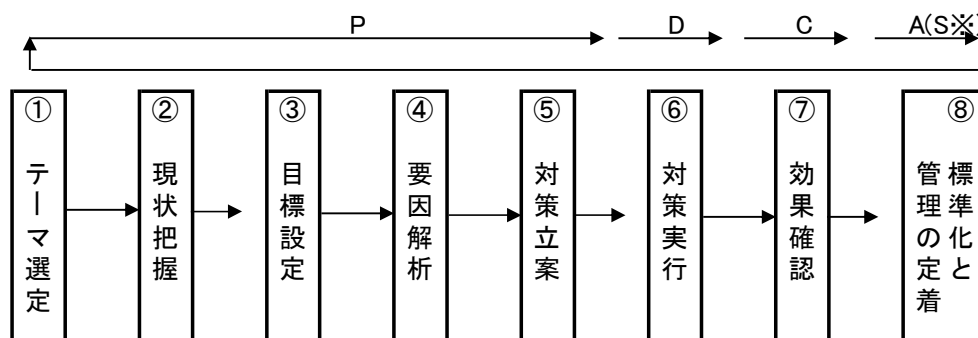 P
D
C
A(S※)
①
テーマ選定
②
現状把握
③
目標設定
④
要因解析
⑤
対策立案
⑥
対策実行
⑦
効果確認
⑧
標準化と
管理の定着